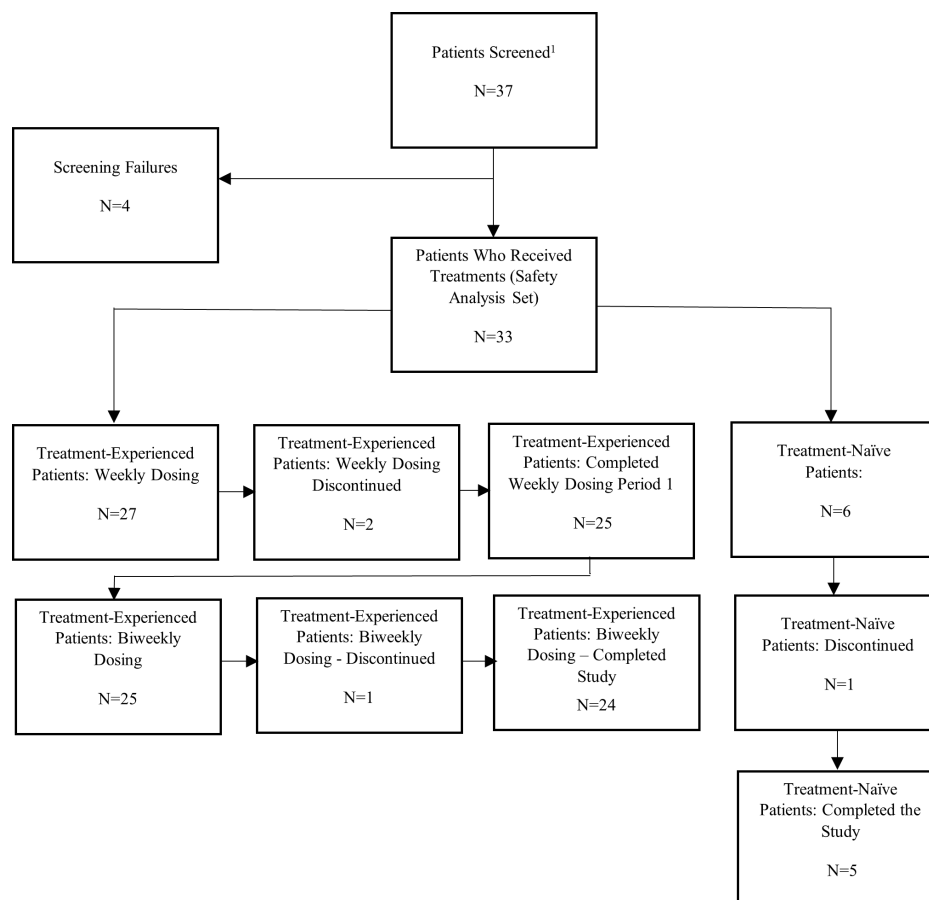 Patients Screened¹
N=37
Screening Failures
N=4
Patients Who Received
Treatments (Safety
Analysis Set)
N=33
Treatment-Experienced
Patients: Weekly Dosing
N=27
Treatment-Experienced
Patients: Weekly Dosing
Discontinued
N=2
Treatment-Experienced
Patients: Completed
Weekly Dosing Period 1
N=25
Treatment-Naïve
Patients:
N=6
Treatment-Experienced
Patients: Biweekly
Dosing
N=25
Treatment-Experienced
Patients: Biweekly
Dosing - Discontinued
N=1
Treatment-Experienced
Patients: Biweekly
Dosing – Completed
Study
N=24
Treatment-Naïve
Patients: Discontinued
N=1
Treatment-Naïve
Patients: Completed the
Study
N=5